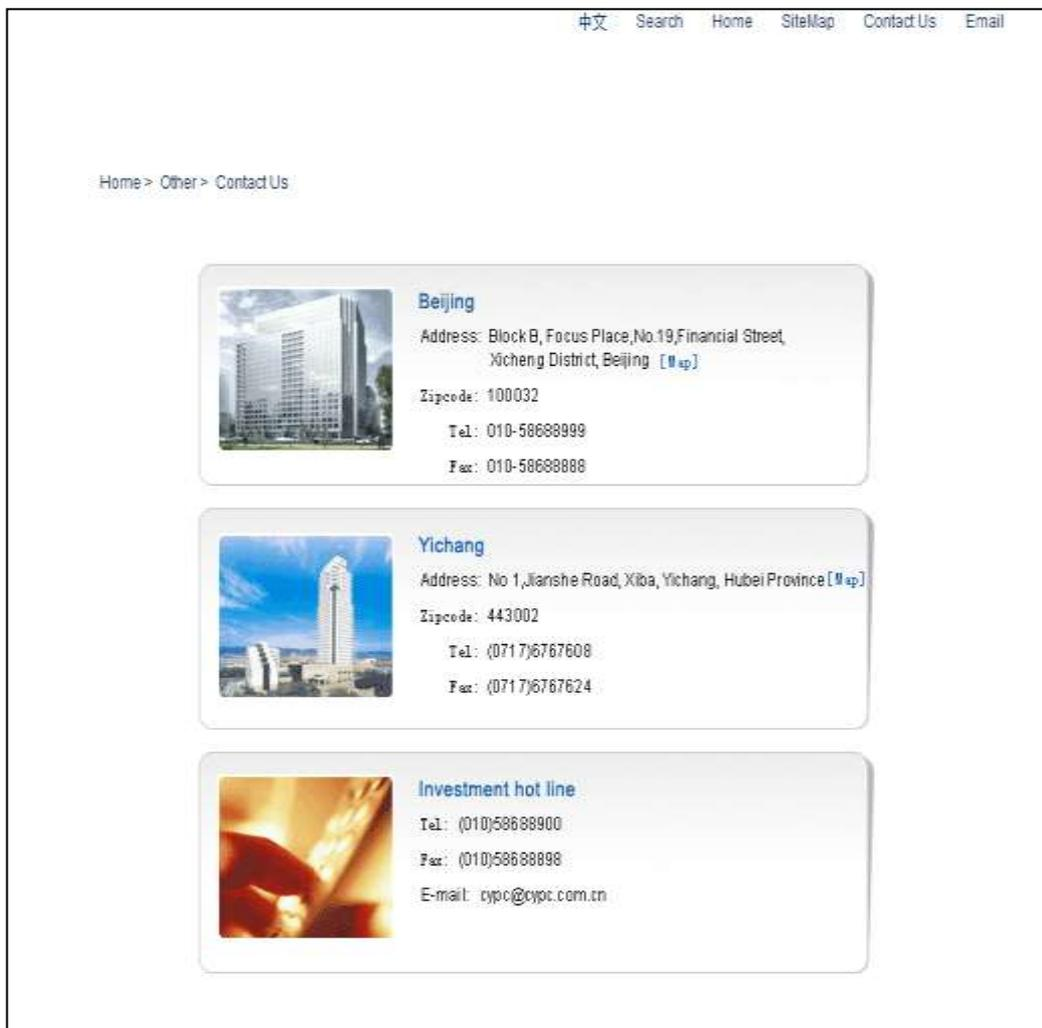 中文 Search Home SiteMap Contact Us Email
Home > Other > Contact Us
Beijing
Address: Block B, Focus Place,No.19,Financial Street,
Xicheng District, Beijing [Map]
Zipcode: 100032
Tel: 010-58688999
Fax: 010-58688888
Yichang
Address: No 1,Jianshe Road, Xiba, Yichang, Hubei Province[Map]
Zipcode: 443002
Tel: (0717)6767608
Fax: (0717)6767624
Investment hot line
Tel: (010)58688900
Fax: (010)58688898
E-mail: cypc@cypc.com.cn